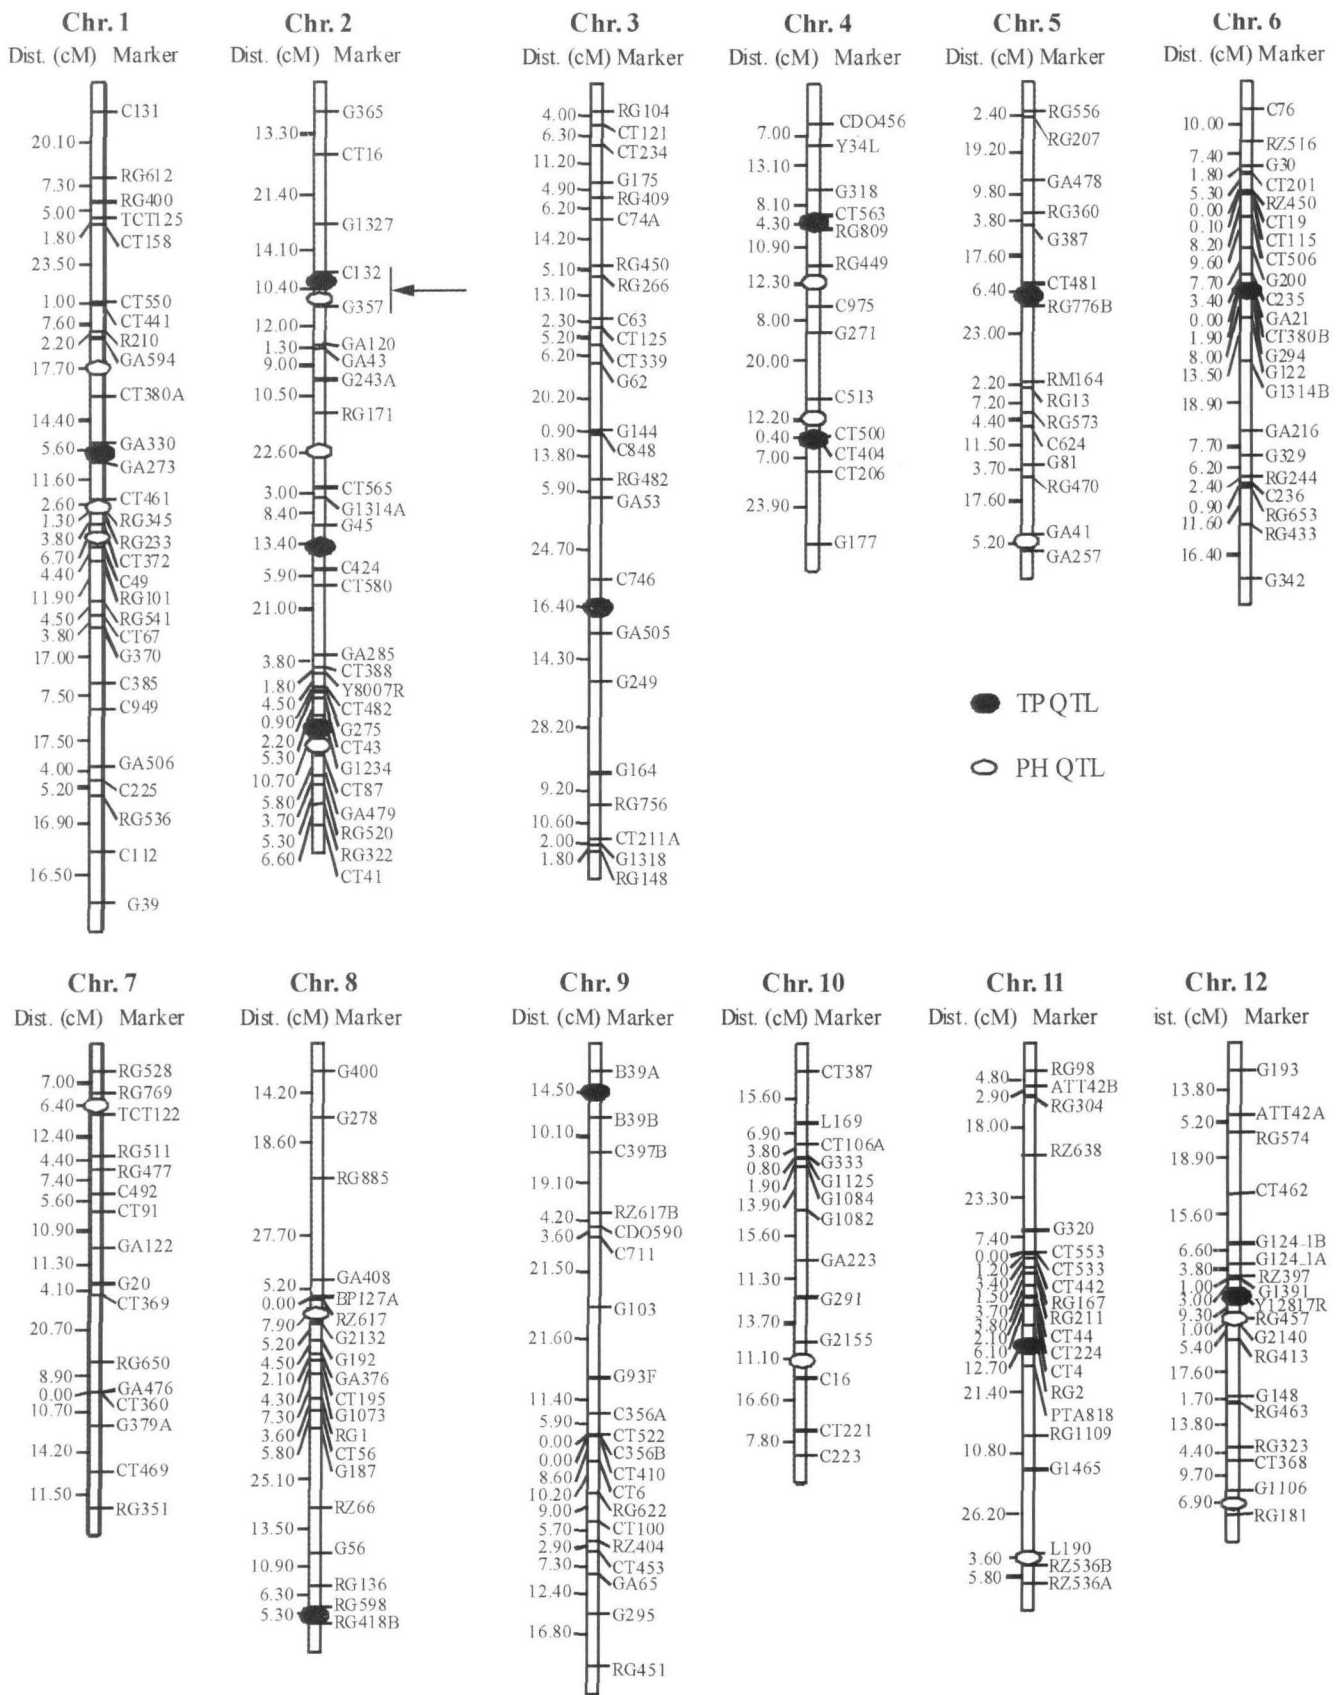 Chr. 1
Dist. (cM) Marker
C131
20.10
RG612
7.30
RG400
5.00
TCT125
1.80
CT158
23.50
CT550
1.00
CT441
7.60
R210
2.20
GA594
17.70
CT380A
14.40
GA330
5.60
GA273
11.60
CT461
2.60
RG345
1.30
RG233
3.80
CT372
6.70
C49
4.40
RG101
11.90
RG541
4.50
CT67
3.80
G370
17.00
C385
7.50
C949
17.50
GA506
4.00
C225
5.20
RG536
16.90
C112
16.50
G39
Chr. 2
Dist. (cM) Marker
G365
13.30
CT16
21.40
G1327
14.10
C132
10.40
G357
12.00
GA120
1.30
GA43
9.00
G243A
10.50
RG171
22.60
CT565
3.00
G1314A
8.40
G45
13.40
C424
5.90
CT580
21.00
GA285
3.80
CT388
1.80
Y8007R
4.50
CT482
0.90
G275
2.20
CT43
5.30
G1234
10.70
CT87
5.80
GA479
3.70
RG520
5.30
RG322
6.60
CT41
Chr. 3
Dist. (cM) Marker
RG104
4.00
CT121
6.30
CT234
11.20
G175
4.90
RG409
6.20
C74A
14.20
RG450
5.10
RG266
13.10
C63
2.30
CT125
5.20
CT339
6.20
G62
20.20
G144
0.90
C848
13.80
RG482
5.90
GA53
24.70
C746
16.40
GA505
14.30
G249
28.20
G164
9.20
RG756
10.60
CT211A
2.00
G1318
1.80
RG148
Chr. 4
Dist. (cM) Marker
CDO456
7.00
Y34L
13.10
G318
8.10
CT563
4.30
RG809
10.90
RG449
12.30
C975
8.00
G271
20.00
C513
12.20
CT500
0.40
CT404
7.00
CT206
23.90
G177
Chr. 5
Dist. (cM) Marker
RG556
2.40
RG207
19.20
GA478
9.80
RG360
3.80
G387
17.60
CT481
6.40
RG776B
23.00
RM164
2.20
RG13
7.20
RG573
4.40
C624
11.50
G81
3.70
RG470
17.60
GA41
5.20
GA257
Chr. 6
Dist. (cM) Marker
C76
10.00
RZ516
7.40
G30
1.80
CT201
5.30
RZ450
0.00
CT19
0.10
CT115
8.20
CT506
9.60
G200
7.70
C235
3.40
GA21
0.00
CT380B
1.90
G294
8.00
G122
13.50
G1314B
18.90
GA216
7.70
G329
6.20
RG244
2.40
C236
0.90
RG653
11.60
RG433
16.40
G342
TP QTL
PH QTL
Chr. 7
Dist. (cM) Marker
RG528
7.00
RG769
6.40
TCT122
12.40
RG511
4.40
RG477
7.40
C492
5.60
CT91
10.90
GA122
11.30
G20
4.10
CT369
20.70
RG650
8.90
GA476
0.00
CT360
10.70
G379A
14.20
CT469
11.50
RG351
Chr. 8
Dist. (cM) Marker
G400
14.20
G278
18.60
RG885
27.70
GA408
5.20
BP127A
0.00
RZ617
7.90
G2132
5.20
G192
4.50
GA376
2.10
CT195
4.30
G1073
7.30
RG1
3.60
CT56
5.80
G187
25.10
RZ66
13.50
G56
10.90
RG136
6.30
RG598
5.30
RG418B
Chr. 9
Dist. (cM) Marker
B39A
14.50
B39B
10.10
C397B
19.10
RZ617B
4.20
CDO590
3.60
C711
21.50
G103
21.60
G93F
11.40
C356A
5.90
CT522
0.00
C356B
0.00
CT410
8.60
CT6
10.20
RG622
9.00
CT100
5.70
RZ404
2.90
CT453
7.30
GA65
12.40
G295
16.80
RG451
Chr. 10
Dist. (cM) Marker
CT387
15.60
L169
6.90
CT106A
3.80
G333
0.80
G1125
1.90
G1084
13.90
G1082
15.60
GA223
11.30
G291
13.70
G2155
11.10
C16
16.60
CT221
7.80
C223
Chr. 11
Dist. (cM) Marker
RG98
4.80
ATT42B
2.90
RG304
18.00
RZ638
23.30
G320
7.40
CT553
0.00
CT533
1.20
CT442
3.40
RG167
1.50
RG211
3.70
CT44
3.80
CT224
2.10
CT4
6.10
RG2
12.70
PTA818
21.40
RG1109
10.80
G1465
26.20
L190
3.60
RZ536B
5.80
RZ536A
Chr. 12
ist. (cM) Marker
G193
13.80
ATT42A
5.20
RG574
18.90
CT462
15.60
G124_1B
6.60
G124_1A
3.80
RZ397
1.00
G1391
3.00
Y12817R
9.30
RG457
1.00
G2140
5.40
RG413
17.60
G148
1.70
RG463
13.80
RG323
4.40
CT368
9.70
G1106
6.90
RG181